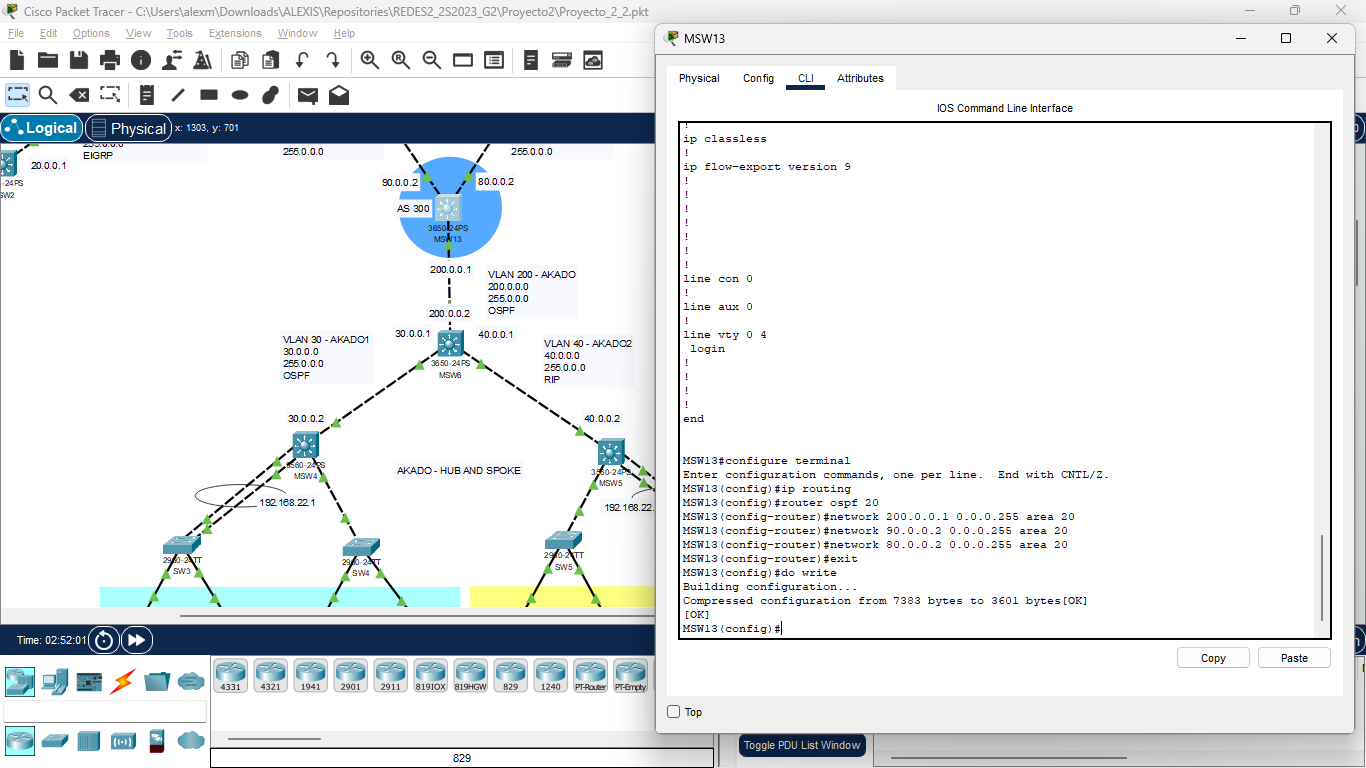 Cisco Packet Tracer - C:\Users\alexm\Downloads\ALEXIS\Repositories\REDES2_2S2023_G2\Proyecto2\Proyecto_2_2.pkt
File Edit Options View Tools Extensions Window Help
Logical Physical x: 1303, y: 701
EIGRP
20.0.0.1
-24PS
SW2
255.0.0.0
255.0.0.0
90.0.0.2
80.0.0.2
AS 300
3650-24PS
MSW13
200.0.0.1
VLAN 200 - AKADO
200.0.0.0
255.0.0.0
OSPF
200.0.0.2
30.0.0.1
40.0.0.1
VLAN 30 - AKADO1
30.0.0.0
255.0.0.0
OSPF
3650-24PS
MSW6
VLAN 40 - AKADO2
40.0.0.0
255.0.0.0
RIP
30.0.0.2
40.0.0.2
3560-24PS
MSW4
AKADO - HUB AND SPOKE
3560-24PS
MSW5
192.168.22.1
192.168.22.
2960-24TT
SW3
2960-24TT
SW4
2960-24TT
SW5
Time: 02:52:01
4331 4321 1941 2901 2911 819IOX 819HGW 829 1240 PT-Router PT-Empty
829
MSW13
Physical Config CLI Attributes
IOS Command Line Interface
!
ip classless
!
ip flow-export version 9
!
!
!
!
!
!
!
line con 0
!
line aux 0
!
line vty 0 4
login
!
!
!
!
end
MSW13#configure terminal
Enter configuration commands, one per line. End with CNTL/Z.
MSW13(config)#ip routing
MSW13(config)#router ospf 20
MSW13(config-router)#network 200.0.0.1 0.0.0.255 area 20
MSW13(config-router)#network 90.0.0.2 0.0.0.255 area 20
MSW13(config-router)#network 80.0.0.2 0.0.0.255 area 20
MSW13(config-router)#exit
MSW13(config)#do write
Building configuration...
Compressed configuration from 7383 bytes to 3601 bytes[OK]
[OK]
MSW13(config)#
Copy Paste
Top
Toggle PDU List Window